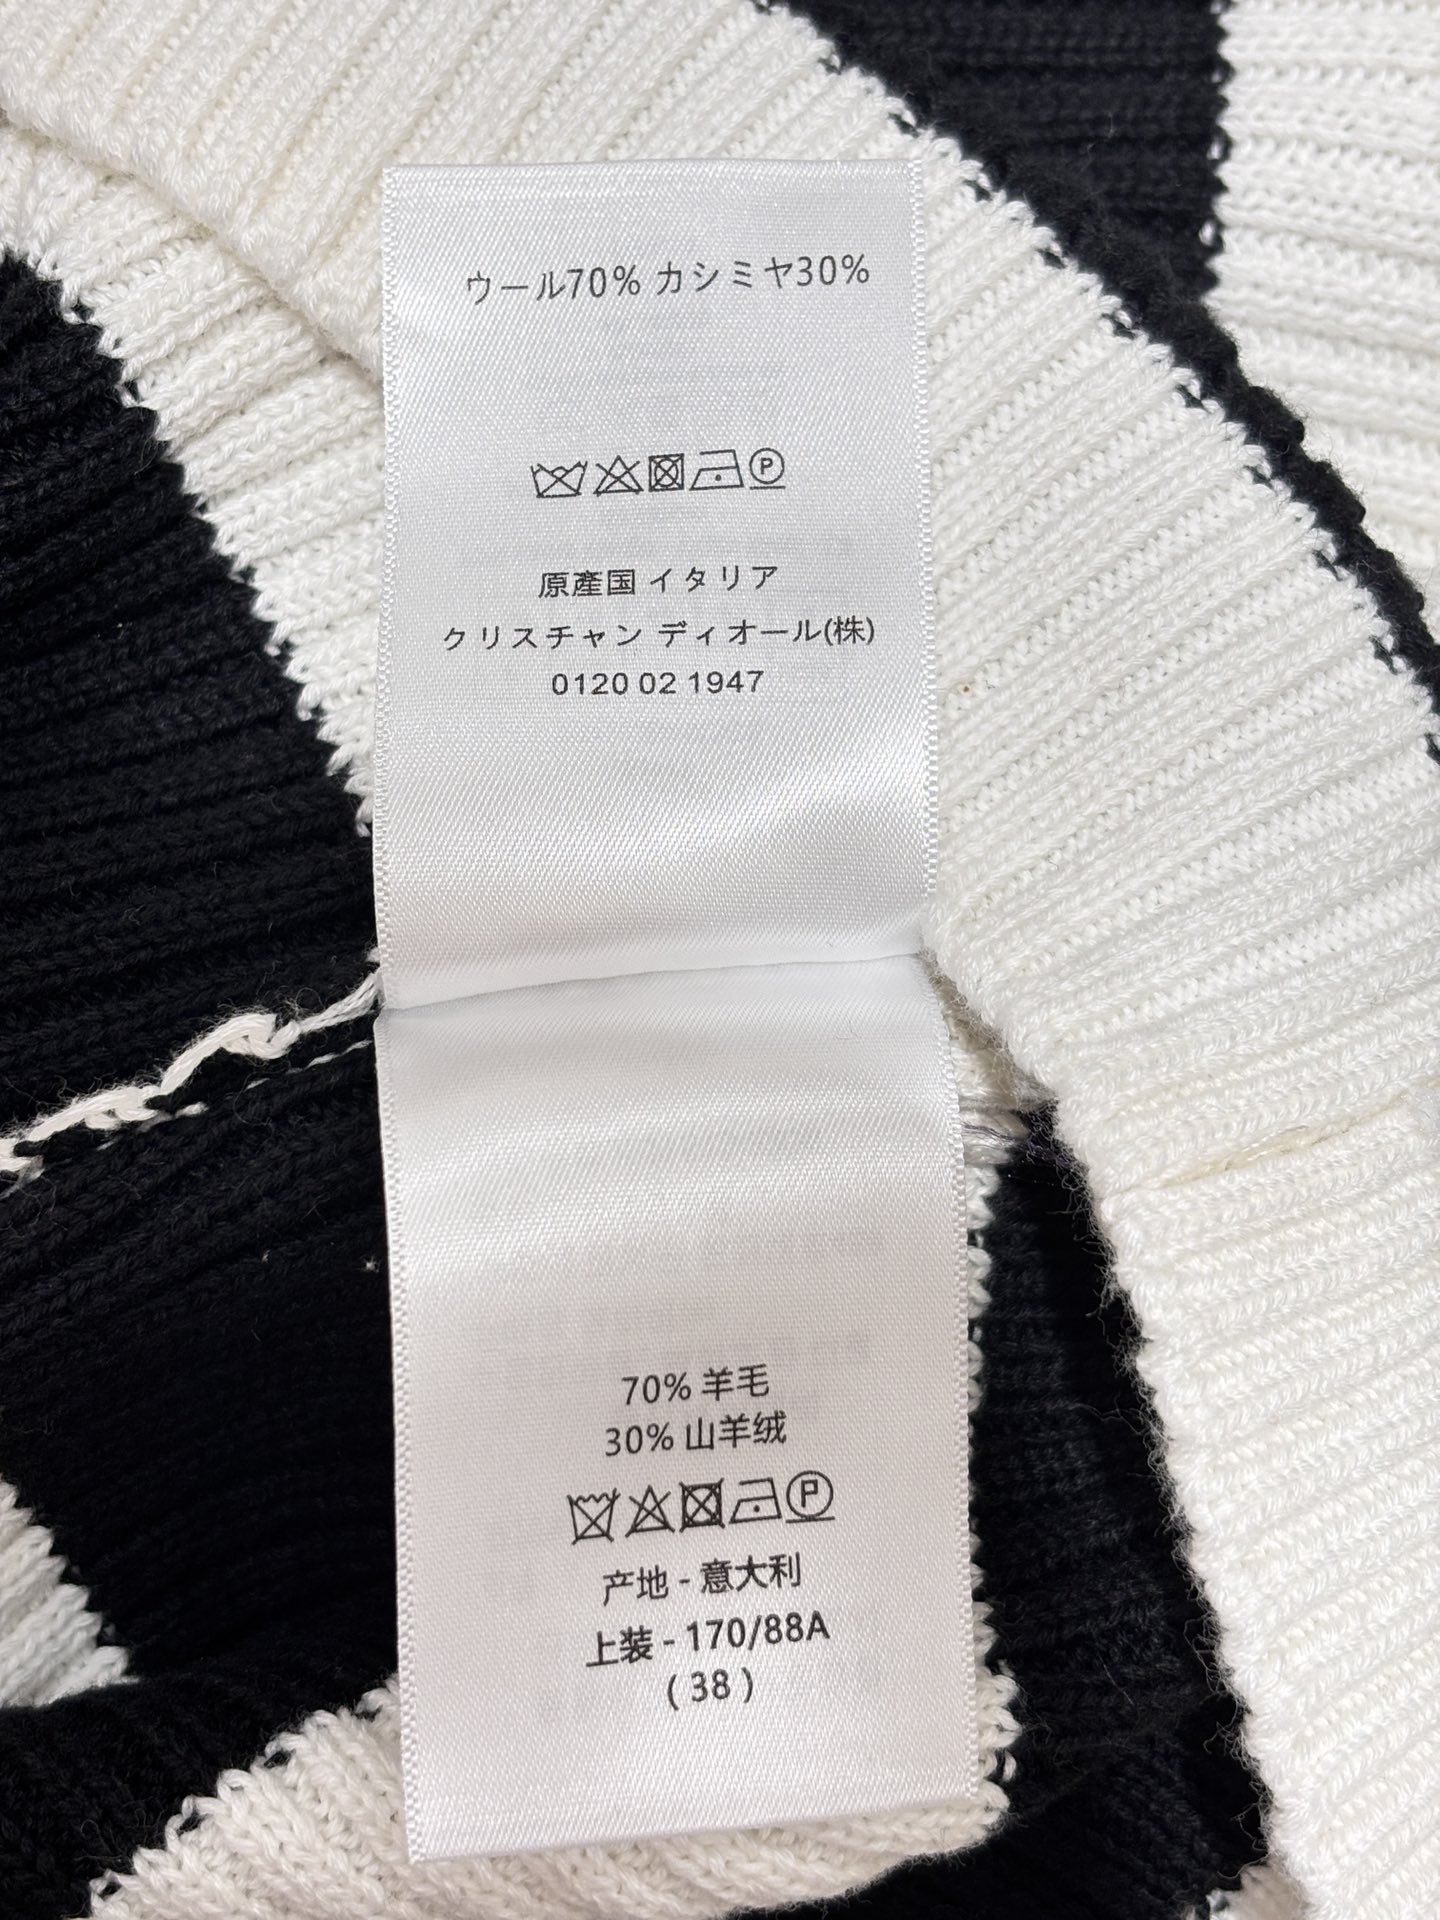 ウール70% カシミヤ30%
P
原產国 イタリア
クリスチャン ディオール(株)
0120 02 1947
70% 羊毛
30% 山羊绒
P
产地 - 意大利
上装 - 170/88A
( 38 )